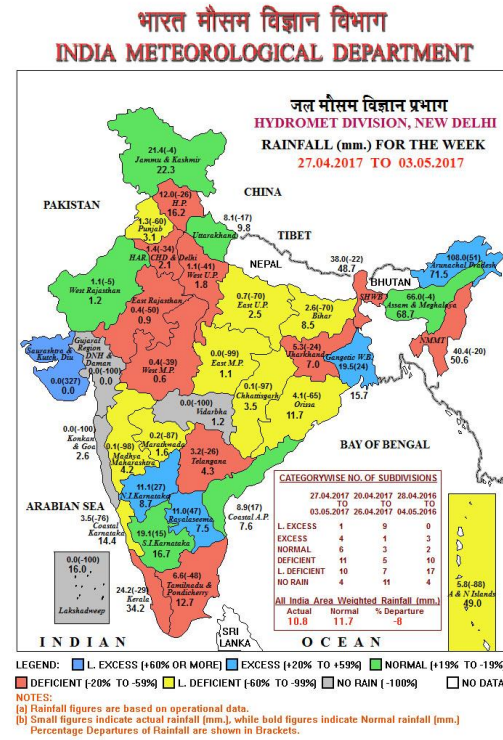 भारत मौसम विज्ञान विभाग
INDIA METEOROLOGICAL DEPARTMENT
जल मौसम विज्ञान प्रभाग
HYDROMET DIVISION, NEW DELHI
RAINFALL (mm.) FOR THE WEEK
27.04.2017 TO 03.05.2017
21.4(-4)
Jammu & Kashmir
22.3
CHINA
12.0(-26)
H.P.
16.2
PAKISTAN
1.3(-60)
Punjab
3.1
8.1(17)
9.8
Uttarakhand
TIBET
1.4(-34)
HAR. CHD & Delhi
2.1
1.1(-41)
West U.P.
1.8
NEPAL
38.0(-22)
48.7
108.0(51)
Arunachal Pradesh
71.5
BHUTAN
1.1(-5)
West Rajasthan
1.2
East Rajasthan
0.4(-50)
0.9
0.7(-70)
East U.P.
2.5
2.6(-70)
Bihar
8.5
SHWB
66.0(-4)
Assam & Meghalaya
68.7
NMMT
40.4(-20)
50.6
Saurashtra &
Kutch, Diu
0.0(327)
0.0
Gujarat
Region
DNH &
Daman
0.0(-100)
0.0
0.4(-39)
West M.P.
0.6
0.0(-99)
East M.P.
1.1
5.3(-24)
Jharkhand
7.0
Gangetic W.B.
19.5(24)
15.7
0.1(-97)
Chhattisgarh
3.5
4.1(-65)
Orissa
11.7
0.0(-100)
Vidarbha
1.2
0.0(-100)
Konkan
& Goa
2.6
0.2(-87)
Marathwada
1.6
0.1(-98)
Madhya
Maharashtra
4.2
3.2(-26)
Telangana
4.3
BAY OF BENGAL
ARABIAN SEA
11.1(27)
N.I.Karnataka
8.7
11.0(47)
Rayalaseema
7.5
8.9(17)
Coastal A.P.
7.6
3.5(-76)
Coastal
Karnataka
14.4
19.1(15)
S.I.Karnataka
16.7
CATEGORYWISE NO. OF SUBDIVISIONS
27.04.2017 20.04.2017 28.04.2016
TO TO TO
03.05.2017 26.04.2017 04.05.2016
L. EXCESS 1 9 0
EXCESS 4 1 3
NORMAL 6 3 2
DEFICIENT 11 5 10
L. DEFICIENT 10 7 17
NO RAIN 4 11 4
All India Area Weighted Rainfall (mm.)
Actual Normal % Departure
10.8 11.7 -8
0.0(-100)
16.0
Lakshadweep
24.2(-29)
Kerala
34.2
6.6(-48)
Tamilnadu &
Pondicherry
12.7
5.8(-88)
A & N Islands
49.0
SRI
LANKA
INDIAN OCEAN
LEGEND: L. EXCESS (+60% OR MORE) EXCESS (+20% TO +59%) NORMAL (+19% TO -19%)
DEFICIENT (-20% TO -59%) L. DEFICIENT (-60% TO -99%) NO RAIN (-100%) NO DATA
NOTES:
(a) Rainfall figures are based on operational data.
(b) Small figures indicate actual rainfall (mm.), while bold figures indicate Normal rainfall (mm.)
Percentage Departures of Rainfall are shown in Brackets.